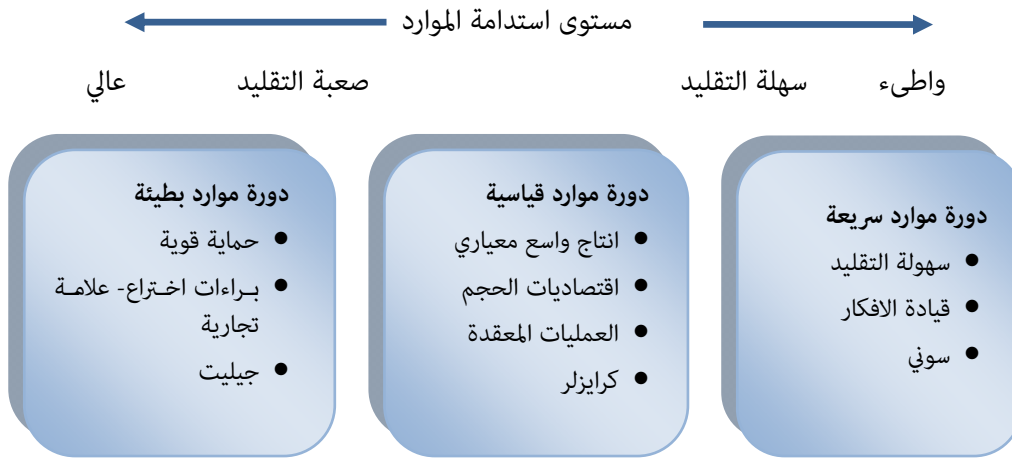 مستوى استدامة الموارد
واطىء
سهلة التقليد
صعبة التقليد
عالي
دورة موارد سريعة
● سهولة التقليد
● قيادة الافكار
● سوني
دورة موارد قياسية
● انتاج واسع معياري
● اقتصاديات الحجم
● العمليات المعقدة
● كرايزلر
دورة موارد بطيئة
● حماية قوية
● بـراءات اخـتراع- علامـة
تجارية
● جيليت